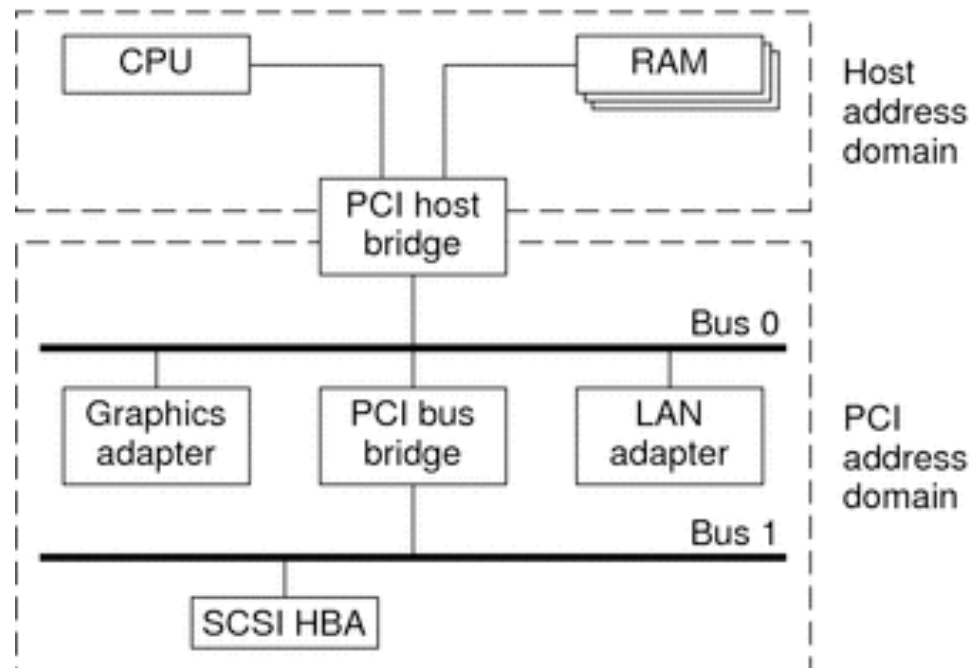 CPU
RAM
Host
address
domain
PCI host
bridge
Bus 0
Graphics
adapter
PCI bus
bridge
LAN
adapter
PCI
address
domain
Bus 1
SCSI HBA